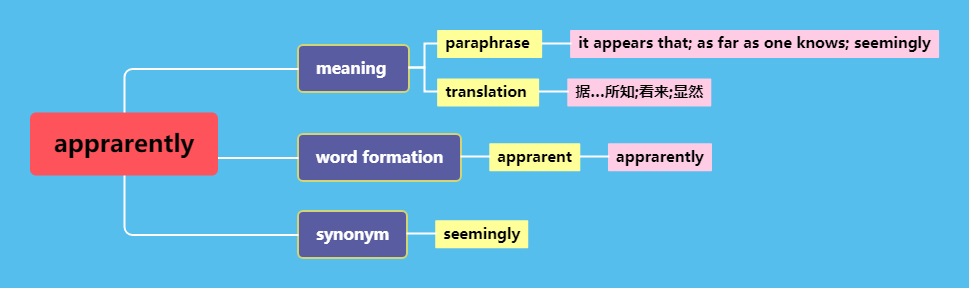 apprarently
meaning
paraphrase
it appears that; as far as one knows; seemingly
translation
据...所知;看来;显然
word formation
apprarent
apprarently
synonym
seemingly